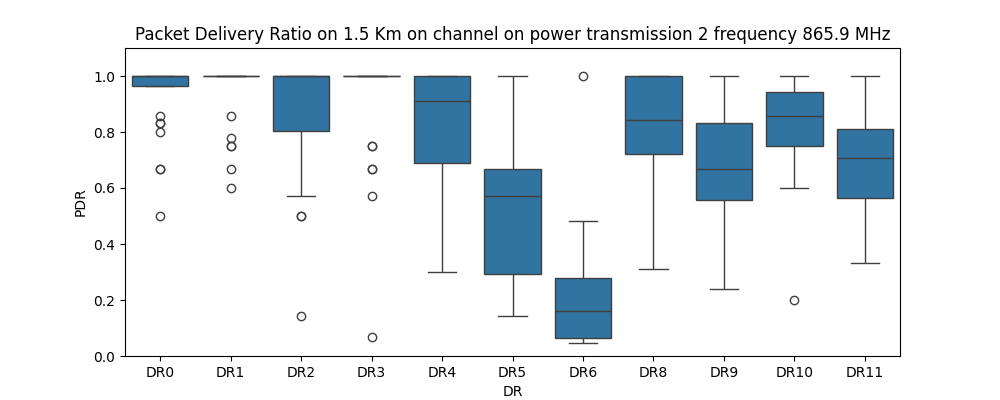 Packet Delivery Ratio on 1.5 Km on channel on power transmission 2 frequency 865.9 MHz
PDR
1.0
0.8
0.6
0.4
0.2
0.0
DR0 DR1 DR2 DR3 DR4 DR5 DR6 DR8 DR9 DR10 DR11
DR